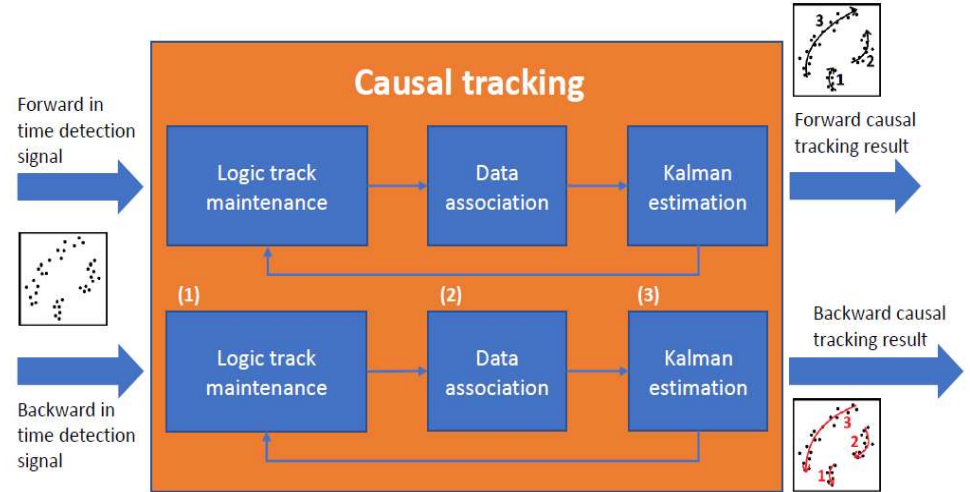 Causal tracking
Forward in
time detection
signal
Logic track
maintenance
Data
association
Kalman
estimation
3
2
1
Forward causal
tracking result
(1)
(2)
(3)
Logic track
maintenance
Data
association
Kalman
estimation
Backward in
time detection
signal
Backward causal
tracking result
3
2
1